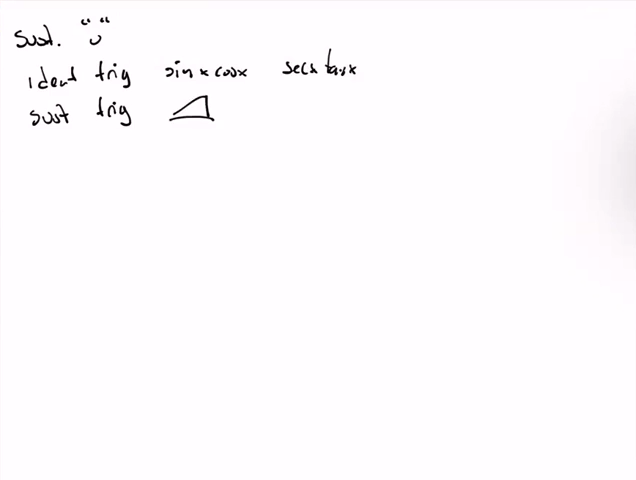 sust. "u"
ident trig sin x cos x sec x tan x
sust trig